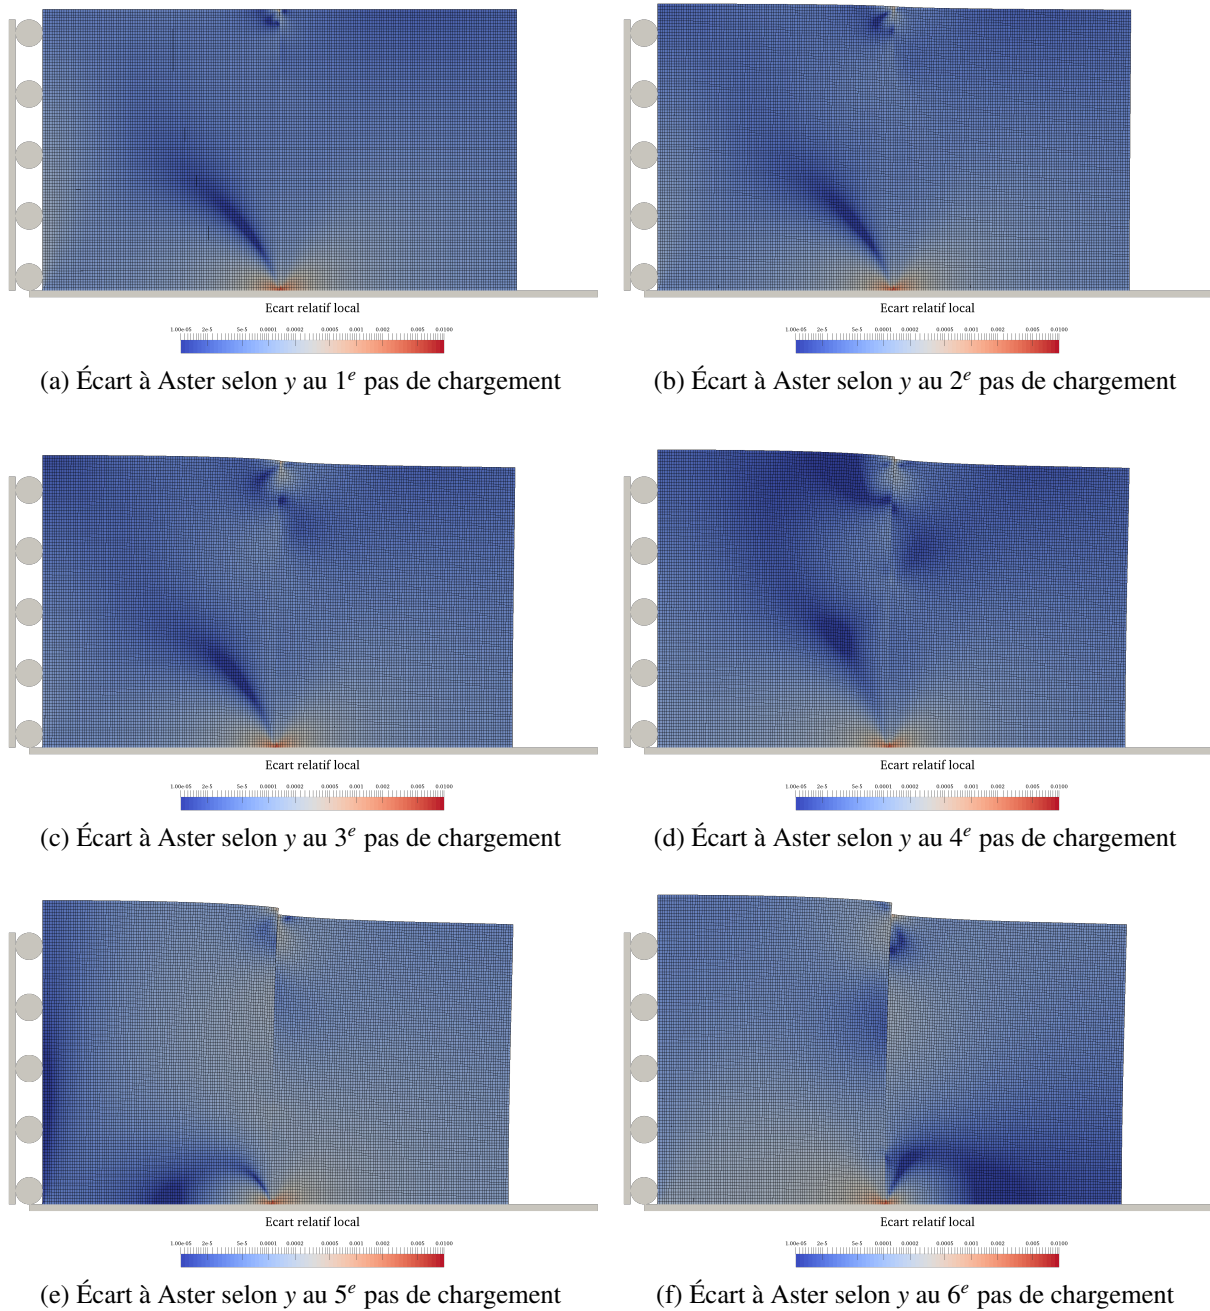 Ecart relatif local
1.00e-05 2e-5 5e-5 0.0001 0.0002 0.0005 0.001 0.002 0.005 0.0100
(a) Écart à Aster selon y au 1e pas de chargement
Ecart relatif local
1.00e-05 2e-5 5e-5 0.0001 0.0002 0.0005 0.001 0.002 0.005 0.0100
(b) Écart à Aster selon y au 2e pas de chargement
Ecart relatif local
1.00e-05 2e-5 5e-5 0.0001 0.0002 0.0005 0.001 0.002 0.005 0.0100
(c) Écart à Aster selon y au 3e pas de chargement
Ecart relatif local
1.00e-05 2e-5 5e-5 0.0001 0.0002 0.0005 0.001 0.002 0.005 0.0100
(d) Écart à Aster selon y au 4e pas de chargement
Ecart relatif local
1.00e-05 2e-5 5e-5 0.0001 0.0002 0.0005 0.001 0.002 0.005 0.0100
(e) Écart à Aster selon y au 5e pas de chargement
Ecart relatif local
1.00e-05 2e-5 5e-5 0.0001 0.0002 0.0005 0.001 0.002 0.005 0.0100
(f) Écart à Aster selon y au 6e pas de chargement